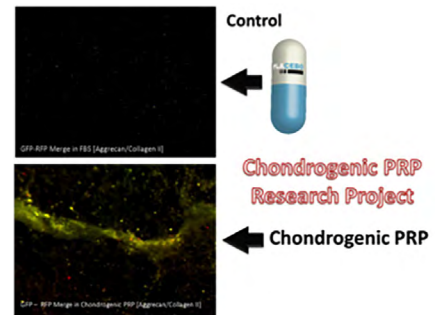 Control
PLACEBO
GFP-RFP Merge in FBS [Aggrecan/Collagen II]
Chondrogenic PRP
Research Project
Chondrogenic PRP
GFP – RFP Merge in Chondrogenic PRP [Aggrecan/Collagen II]